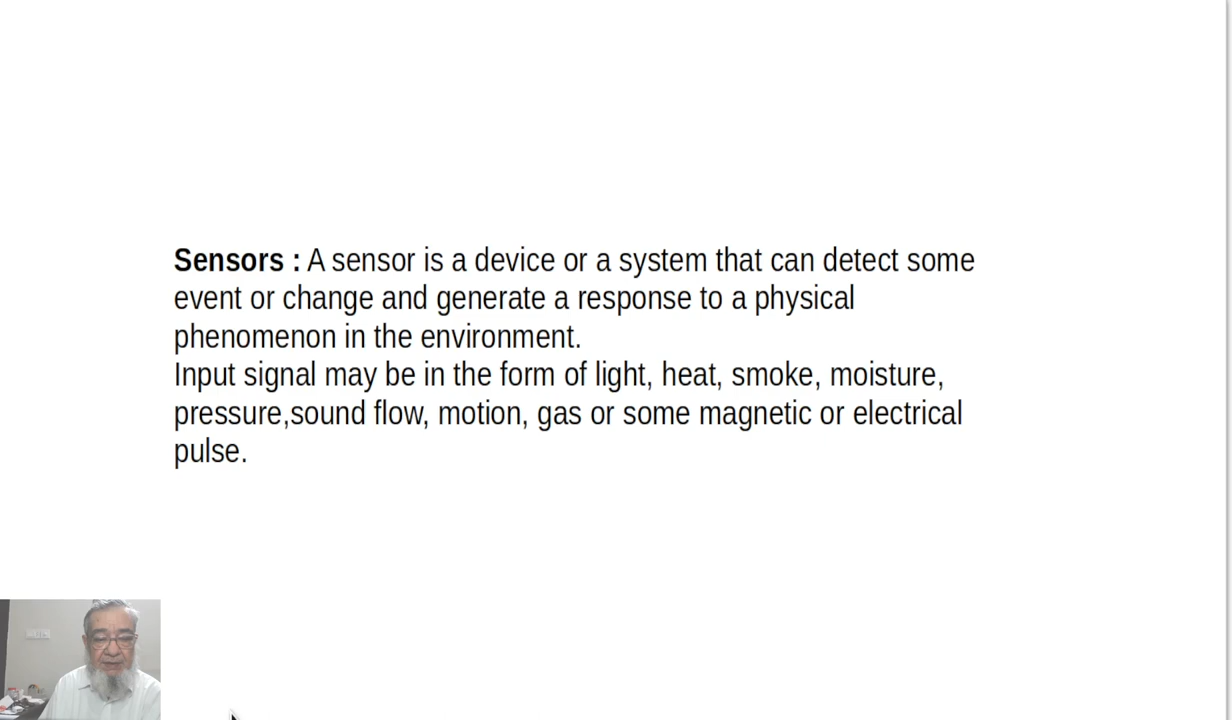 Sensors : A sensor is a device or a system that can detect some
event or change and generate a response to a physical
phenomenon in the environment.
Input signal may be in the form of light, heat, smoke, moisture,
pressure,sound flow, motion, gas or some magnetic or electrical
pulse.